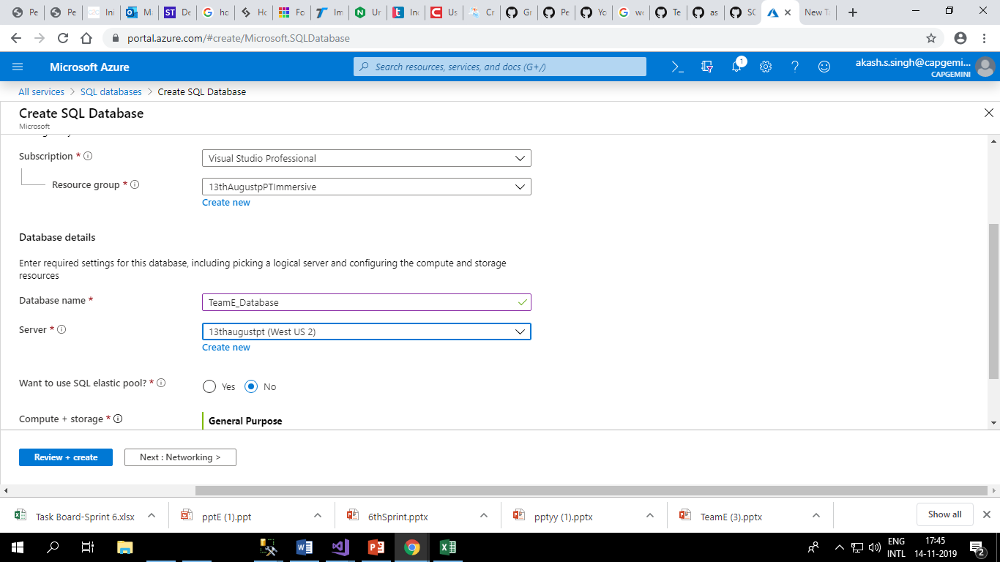 Pe
Pe
Ini
Ma
ST
De
ho
Ho
Fo
Im
Ur
Inc
Us
Cr
Gr
Pe
Yo
we
Te
as
SC
New T
portal.azure.com/#create/Microsoft.SQLDatabase
Microsoft Azure
Search resources, services, and docs (G+/)
1
akash.s.singh@capgemi...
CAPGEMINI
All services > SQL databases > Create SQL Database
Create SQL Database
Microsoft
Subscription *
Visual Studio Professional
Resource group *
13thAugustpPTImmersive
Create new
Database details
Enter required settings for this database, including picking a logical server and configuring the compute and storage
resources
Database name *
TeamE_Database
Server *
13thaugustpt (West US 2)
Create new
Want to use SQL elastic pool? *
Yes
No
Compute + storage *
General Purpose
Review + create
Next : Networking >
Task Board-Sprint 6.xlsx
pptE (1).ppt
6thSprint.pptx
pptyy (1).pptx
TeamE (3).pptx
Show all
ENG
INTL
17:45
14-11-2019
2